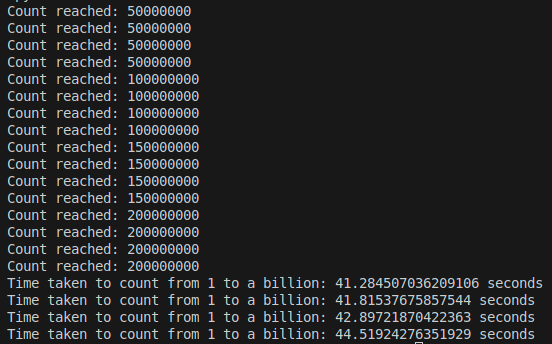 Count reached: 50000000
Count reached: 50000000
Count reached: 50000000
Count reached: 50000000
Count reached: 100000000
Count reached: 100000000
Count reached: 100000000
Count reached: 100000000
Count reached: 150000000
Count reached: 150000000
Count reached: 150000000
Count reached: 150000000
Count reached: 200000000
Count reached: 200000000
Count reached: 200000000
Count reached: 200000000
Time taken to count from 1 to a billion: 41.284507036209106 seconds
Time taken to count from 1 to a billion: 41.81537675857544 seconds
Time taken to count from 1 to a billion: 42.89721870422363 seconds
Time taken to count from 1 to a billion: 44.51924276351929 seconds